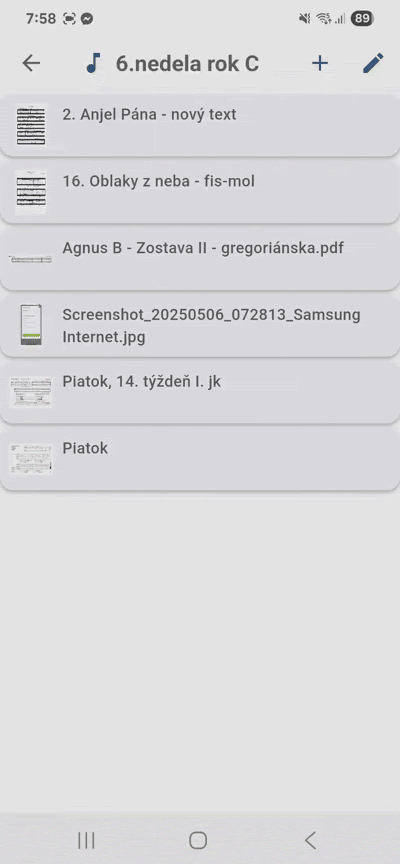 7:58
89
6.nedela rok C
2. Anjel Pána - nový text
16. Oblaky z neba - fis-mol
Agnus B - Zostava II - gregoriánska.pdf
Screenshot_20250506_072813_Samsung
Internet.jpg
Piatok, 14. týždeň I. jk
Piatok